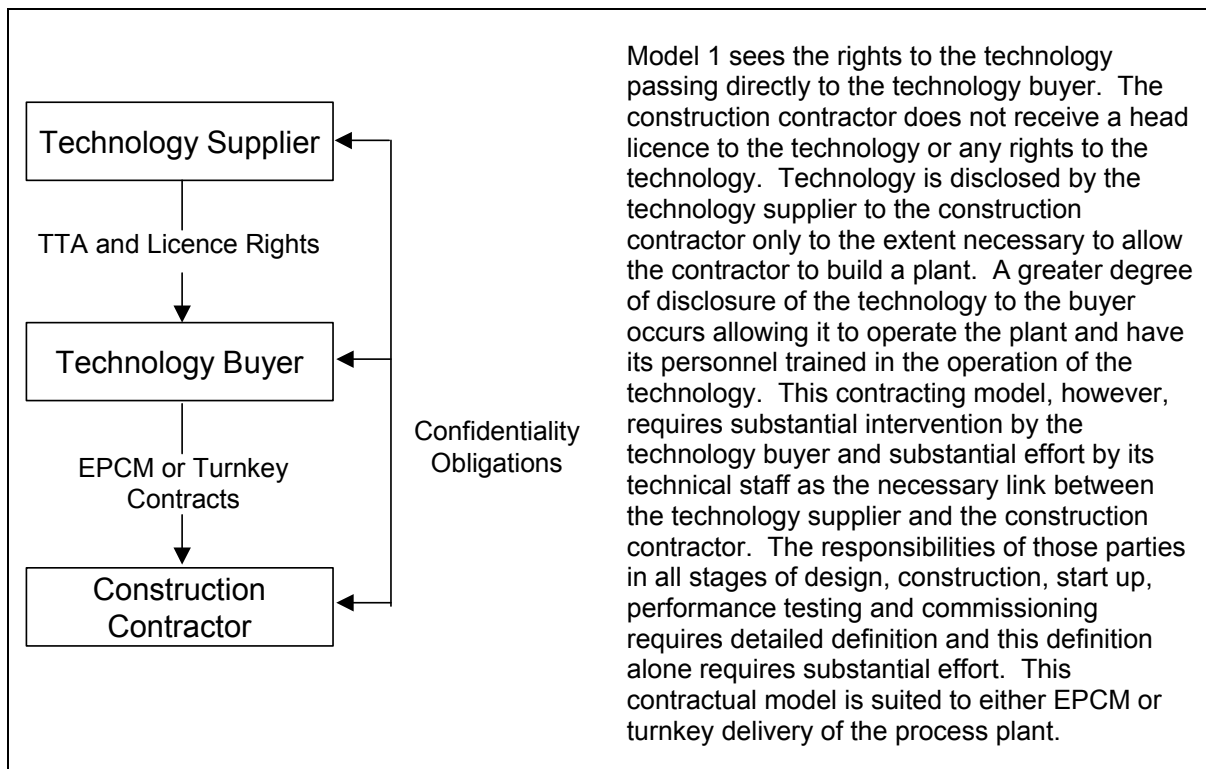 Technology Supplier
TTA and Licence Rights
Technology Buyer
EPCM or Turnkey
Contracts
Construction
Contractor
Confidentiality
Obligations
Model 1 sees the rights to the technology
passing directly to the technology buyer.  The
construction contractor does not receive a head
licence to the technology or any rights to the
technology.  Technology is disclosed by the
technology supplier to the construction
contractor only to the extent necessary to allow
the contractor to build a plant.  A greater degree
of disclosure of the technology to the buyer
occurs allowing it to operate the plant and have
its personnel trained in the operation of the
technology.  This contracting model, however,
requires substantial intervention by the
technology buyer and substantial effort by its
technical staff as the necessary link between
the technology supplier and the construction
contractor.  The responsibilities of those parties
in all stages of design, construction, start up,
performance testing and commissioning
requires detailed definition and this definition
alone requires substantial effort.  This
contractual model is suited to either EPCM or
turnkey delivery of the process plant.